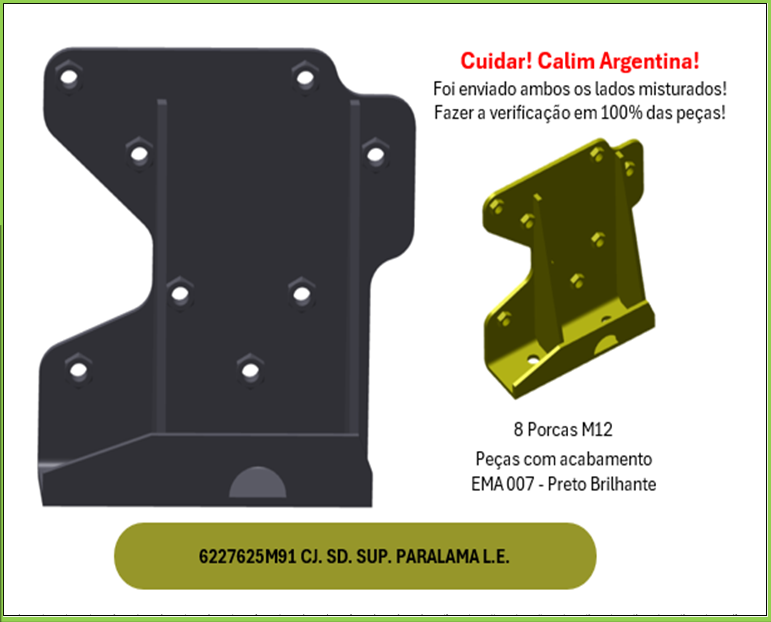 Cuidar! Calim Argentina!
Foi enviado ambos os lados misturados!
Fazer a verificação em 100% das peças!
8 Porcas M12
Peças com acabamento
EMA 007 - Preto Brilhante
6227625M91 CJ. SD. SUP. PARALAMA L.E.